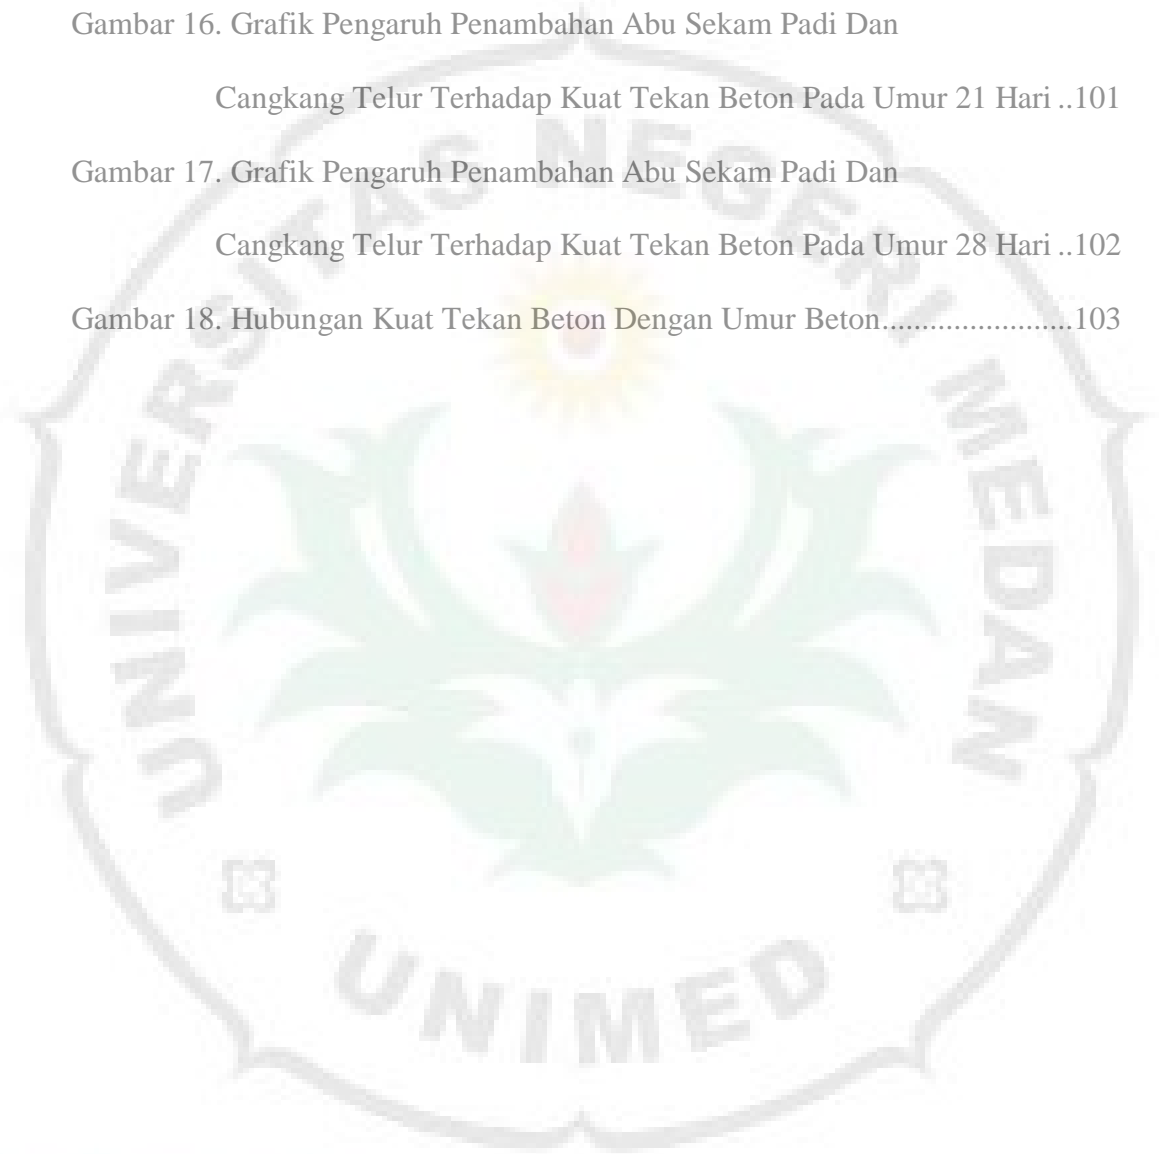 Gambar 16. Grafik Pengaruh Penambahan Abu Sekam Padi Dan
Cangkang Telur Terhadap Kuat Tekan Beton Pada Umur 21 Hari ..101
Gambar 17. Grafik Pengaruh Penambahan Abu Sekam Padi Dan
Cangkang Telur Terhadap Kuat Tekan Beton Pada Umur 28 Hari ..102
Gambar 18. Hubungan Kuat Tekan Beton Dengan Umur Beton.......................103
UNIVERSITAS NEGERI MEDAN
UNIMED